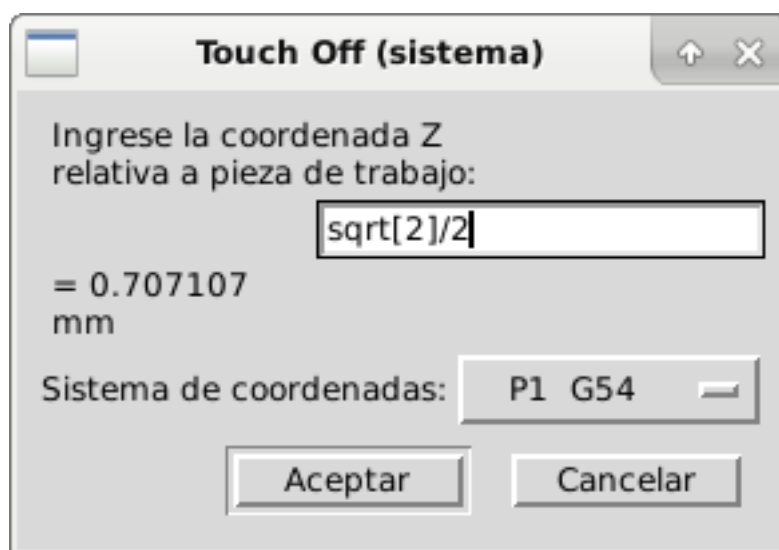 Touch Off (sistema)
Ingrese la coordenada Z
relativa a pieza de trabajo:
sqrt[2]/2
= 0.707107
mm
Sistema de coordenadas: P1 G54
Aceptar Cancelar